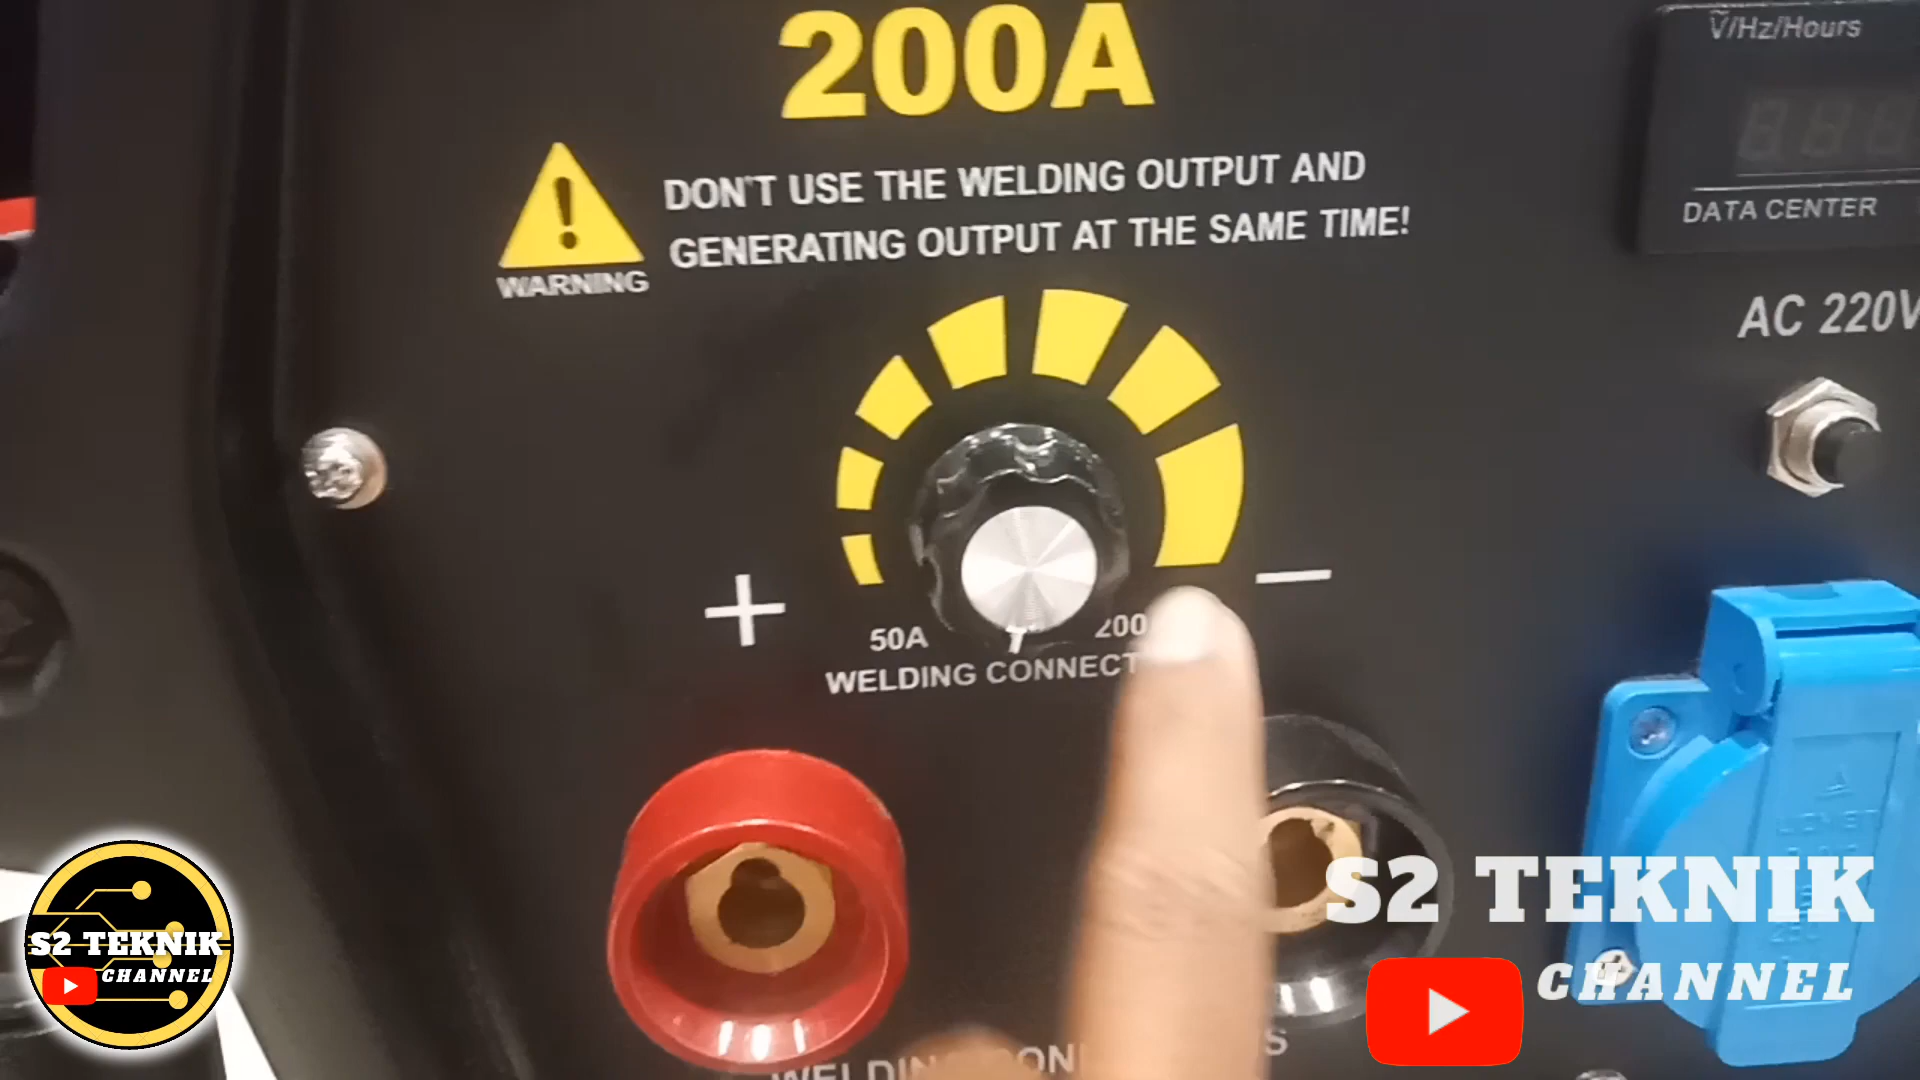 200A
V/Hz/Hours
DON'T USE THE WELDING OUTPUT AND
GENERATING OUTPUT AT THE SAME TIME!
WARNING
DATA CENTER
AC 220V
+
−
50A
200
WELDING CONNECT
S2 TEKNIK
CHANNEL
S2 TEKNIK
CHANNEL